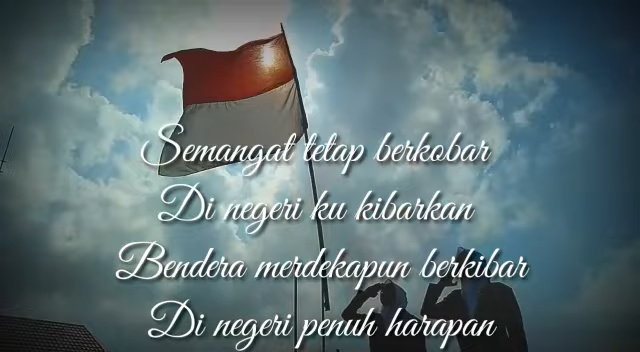 Semangat tetap berkobar
Di negeri ku kibarkan
Bendera merdekapun berkibar
Di negeri penuh harapan